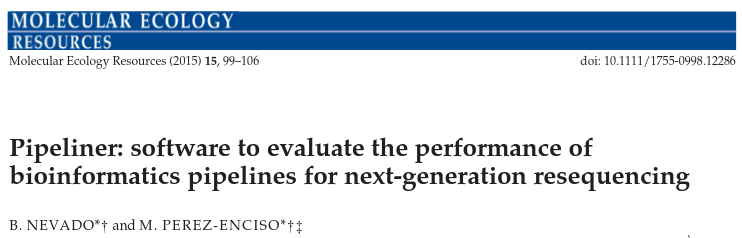 MOLECULAR ECOLOGY
RESOURCES
Molecular Ecology Resources (2015) 15, 99–106
doi: 10.1111/1755-0998.12286
Pipeliner: software to evaluate the performance of
bioinformatics pipelines for next-generation resequencing
B. NEVADO*† and M. PEREZ-ENCISO*†‡